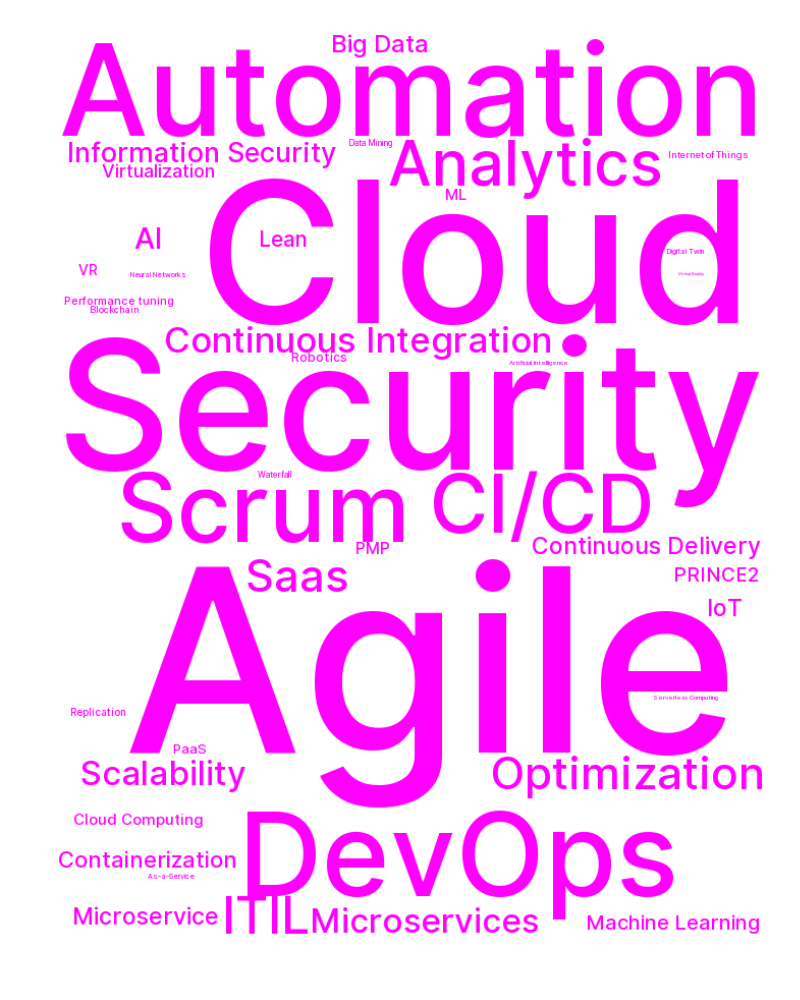 Big Data
Automation
Information Security
Data Mining
Analytics
Internet of Things
Virtualization
ML
Cloud
AI
Lean
Digital Twin
VR
Neural Networks
Virtual Reality
Performance tuning
Blockchain
Continuous Integration
Robotics
Artificial Intelligence
Security
Waterfall
Scrum
CI/CD
PMP
Continuous Delivery
Saas
PRINCE2
IoT
Agile
Serverless Computing
Replication
PaaS
Scalability
Optimization
Cloud Computing
DevOps
Containerization
As-a-Service
Microservice
ITIL
Microservices
Machine Learning